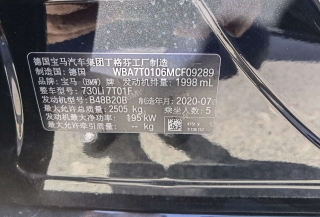 德国宝马汽车集团丁格芬工厂制造
制造国: 德国 WBA7T0106MCF09289
品牌: 宝马 (BMW) 发动机排量: 1998 mL
整车型号: 730Li 7T01F
发动机型号: B48B20B 制造年月: 2020-07
最大允许总质量: 2505 kg 乘坐人数: 5
发动机最大净功率: 195 kW
最大允许牵引质量: -- kg